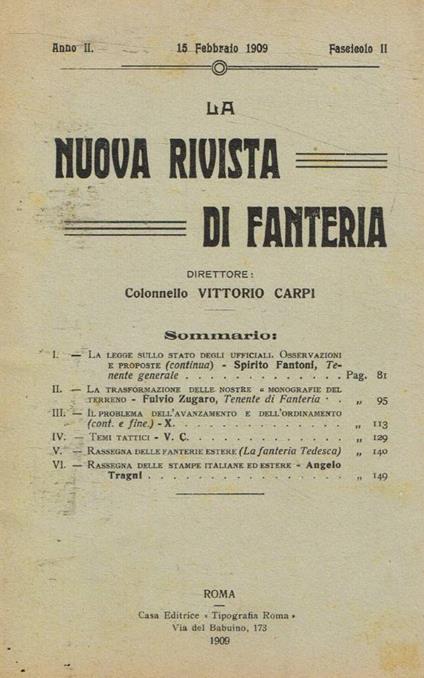 Anno II. 15 Febbraio 1909 Fascicolo II
LA
NUOVA RIVISTA
DI FANTERIA
DIRETTORE:
Colonnello VITTORIO CARPI
Sommario:
I. — LA LEGGE SULLO STATO DEGLI UFFICIALI. OSSERVAZIONI
E PROPOSTE (continua) - Spirito Fantoni, Te-
nente generale . . . . . . . . . . . . Pag. 81
II. — LA TRASFORMAZIONE DELLE NOSTRE « MONOGRAFIE DEL
TERRENO - Fulvio Zugaro, Tenente di Fanteria · . „ 95
III. — IL PROBLEMA DELL'AVANZAMENTO E DELL'ORDINAMENTO
(cont. e fine.) - X. . . . . . . . . . . . „ 113
IV. — TEMI TATTICI - V. C. . . . . . . . . . . „ 129
V. — RASSEGNA DELLE FANTERIE ESTERE (La fanteria Tedesca) „ 140
VI. — RASSEGNA DELLE STAMPE ITALIANE ED ESTERE - Angelo
Tragni . . . . . . . . . . . . . . „ 149
ROMA
Casa Editrice « Tipografia Roma »
Via del Babuino, 173
1909